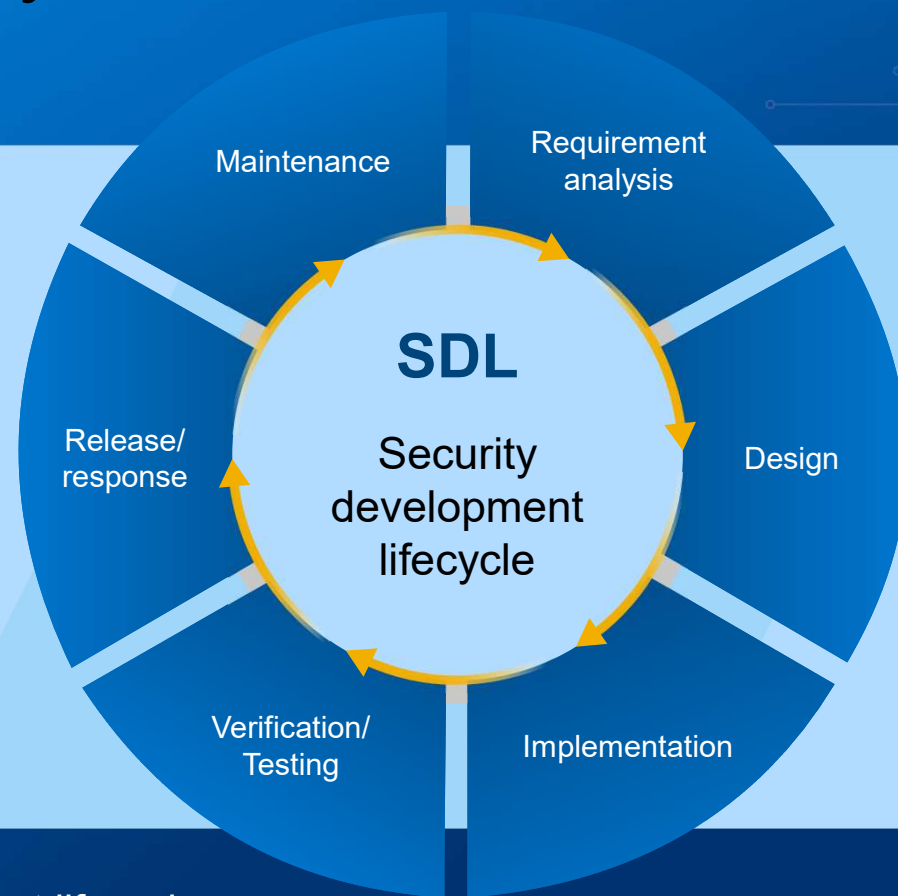 Requirement
analysis
Design
Implementation
Verification/
Testing
Release/
response
Maintenance
SDL
Security
development
lifecycle